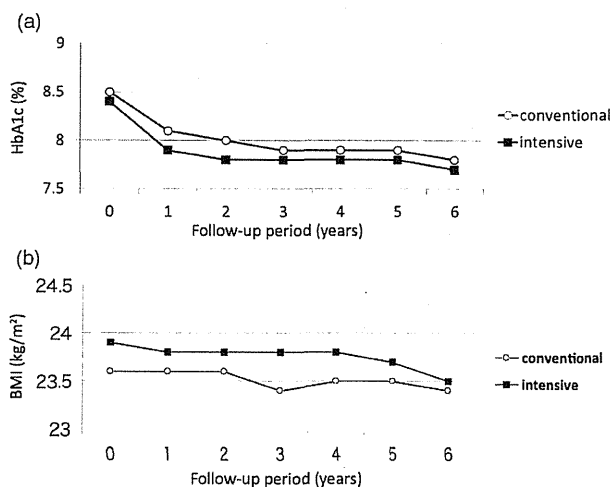 (a)
9
8.5
8
7.5
HbA1c (%)
0 1 2 3 4 5 6
Follow-up period (years)
conventional
intensive
(b)
24.5
24
23.5
23
BMI (kg/m²)
0 1 2 3 4 5 6
Follow-up period (years)
conventional
intensive